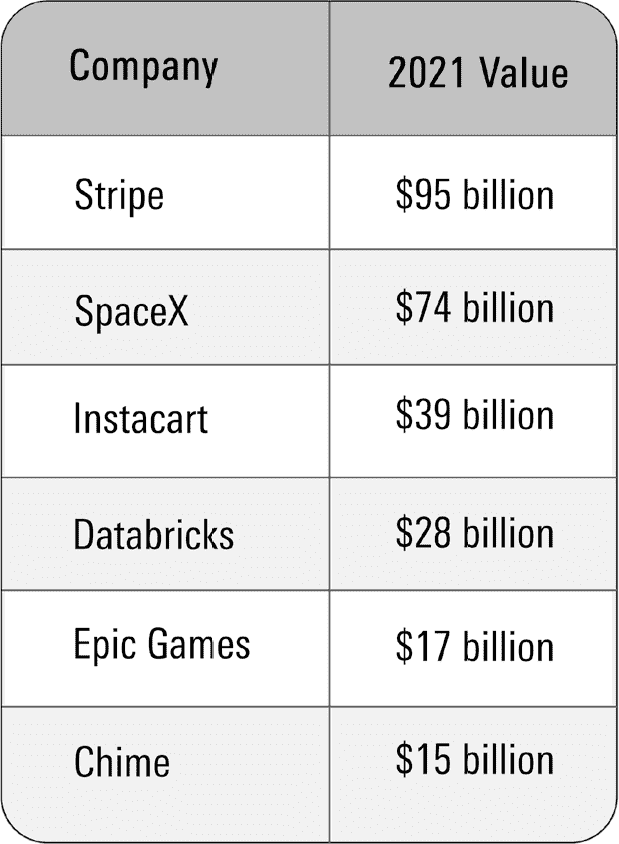 Company 2021 Value
Stripe $95 billion
SpaceX $74 billion
Instacart $39 billion
Databricks $28 billion
Epic Games $17 billion
Chime $15 billion